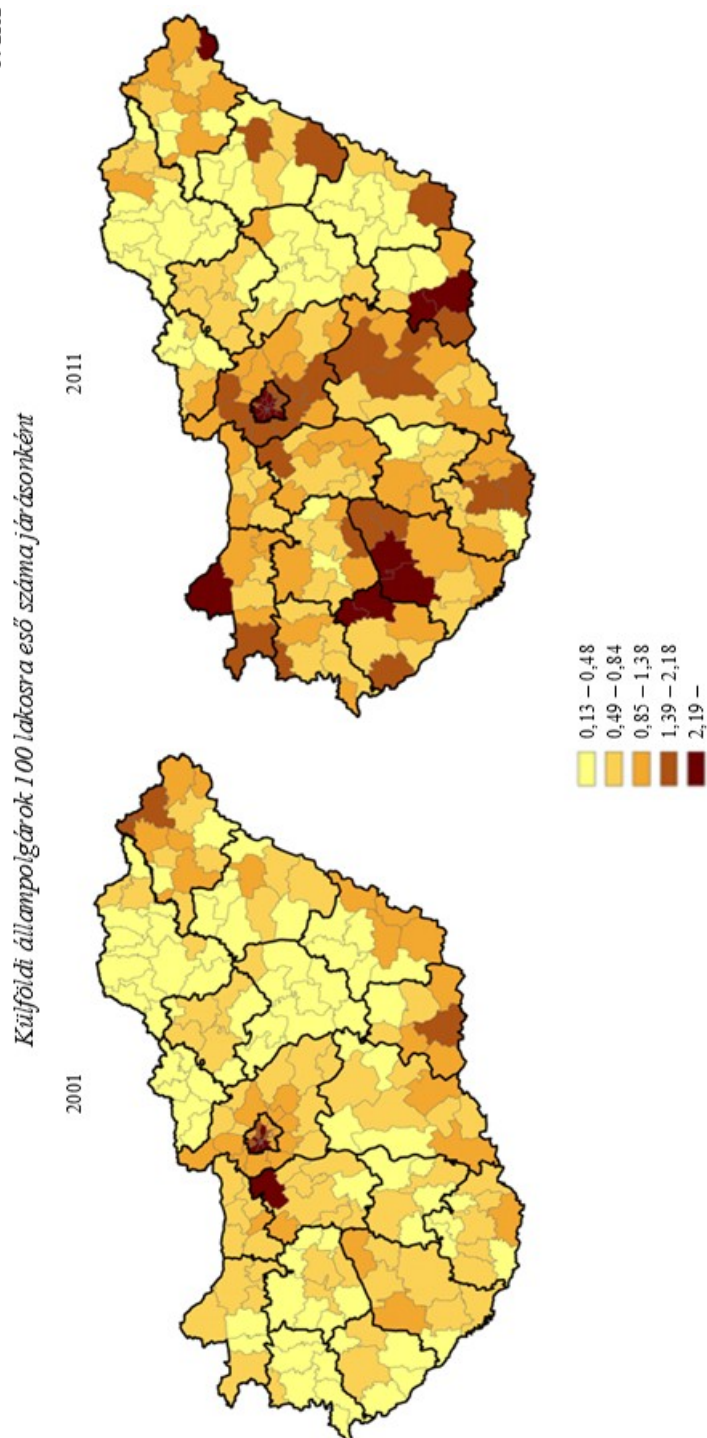 Külföldi állampolgárok 100 lakosra eső száma járásonként
2001
2011
0,13 – 0,48
0,49 – 0,84
0,85 – 1,38
1,39 – 2,18
2,19 –